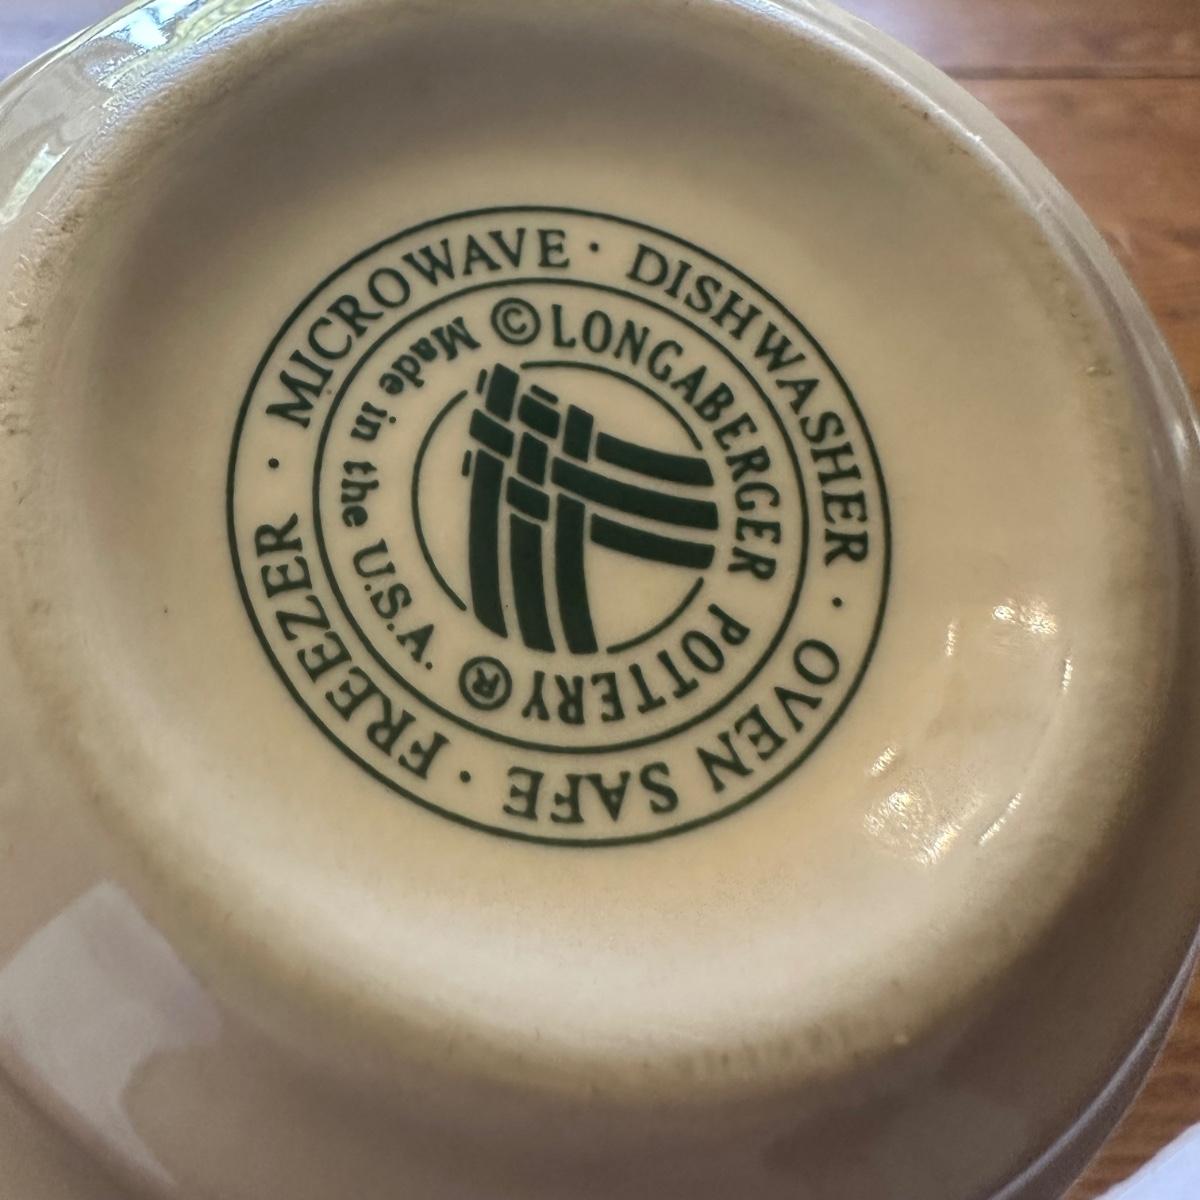 MICROWAVE · DISHWASHER · OVEN SAFE · FREEZER ·
© LONGABERGER POTTERY ®
Made in the U.S.A.